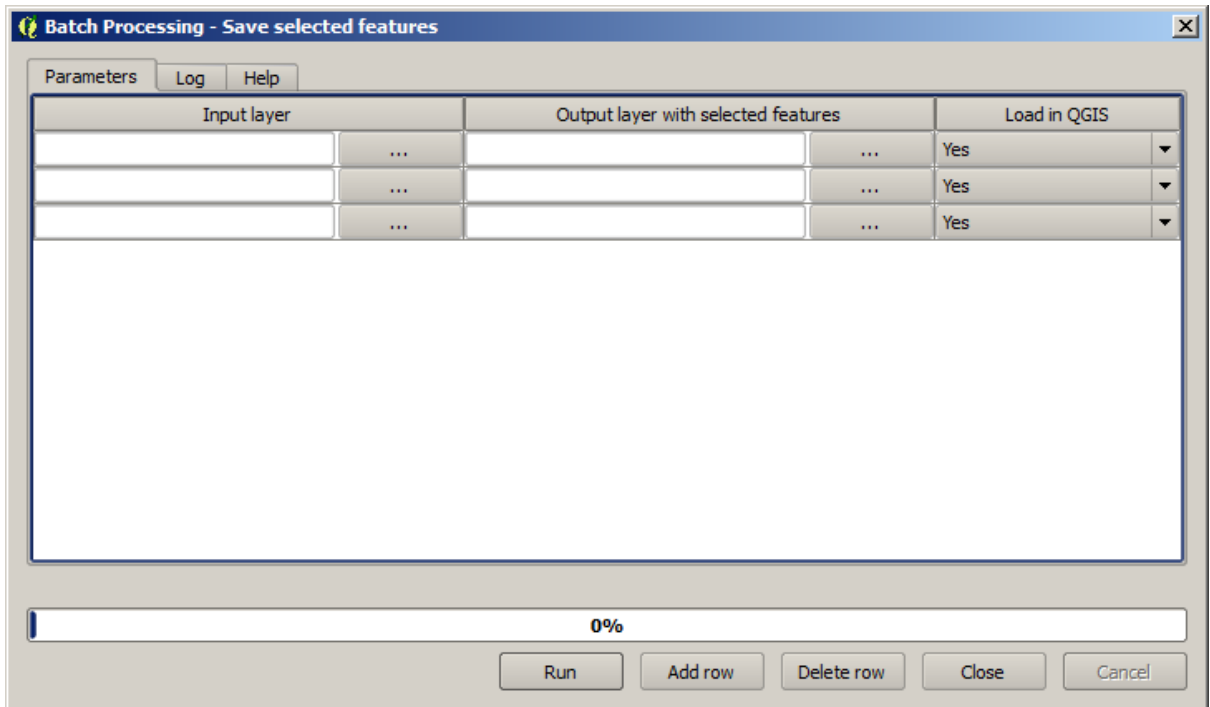 Batch Processing - Save selected features
Parameters Log Help
Input layer Output layer with selected features Load in QGIS
... ... Yes
... ... Yes
... ... Yes
0%
Run Add row Delete row Close Cancel